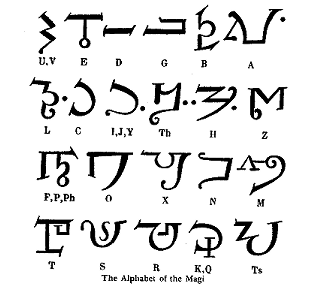 U,V E D G B A
L C I,J,Y Th H Z
F,P,Ph O X N M
T S R K,Q Ts
The Alphabet of the Magi